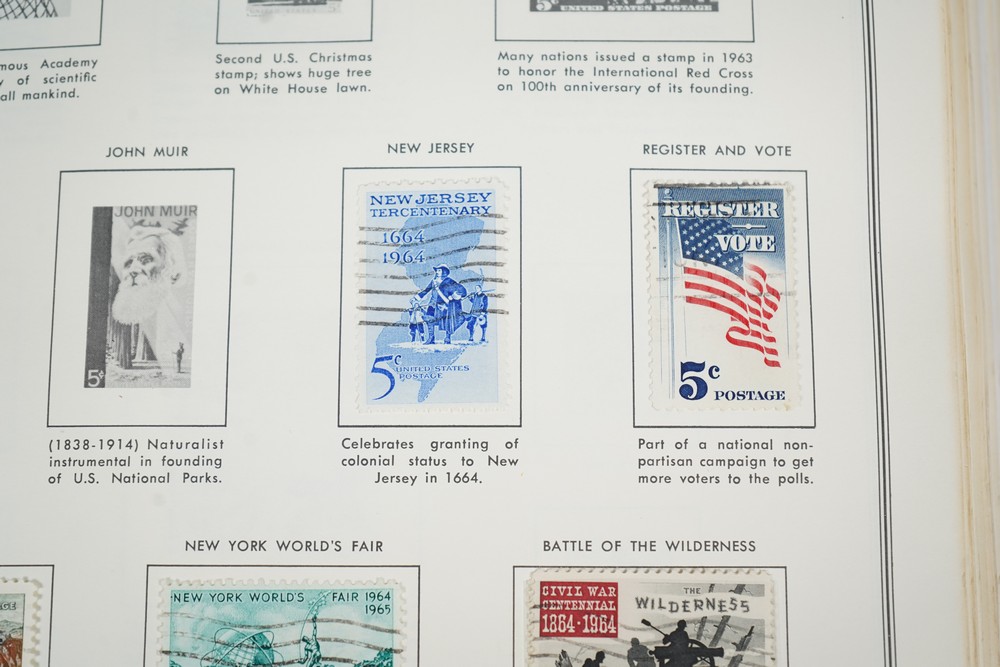 5c UNITED STATES POSTAGE
Academy
of scientific
all mankind.
Second U.S. Christmas
stamp; shows huge tree
on White House lawn.
Many nations issued a stamp in 1963
to honor the International Red Cross
on 100th anniversary of its founding.
JOHN MUIR
JOHN MUIR
5¢
(1838-1914) Naturalist
instrumental in founding
of U.S. National Parks.
NEW JERSEY
NEW JERSEY
TERCENTENARY
1664
1964
5c UNITED STATES
POSTAGE
Celebrates granting of
colonial status to New
Jersey in 1664.
REGISTER AND VOTE
REGISTER
VOTE
5c POSTAGE
Part of a national non-
partisan campaign to get
more voters to the polls.
NEW YORK WORLD'S FAIR
NEW YORK WORLD'S FAIR 1964
1965
BATTLE OF THE WILDERNESS
CIVIL WAR
CENTENNIAL
1864-1964
THE
WILDERNESS